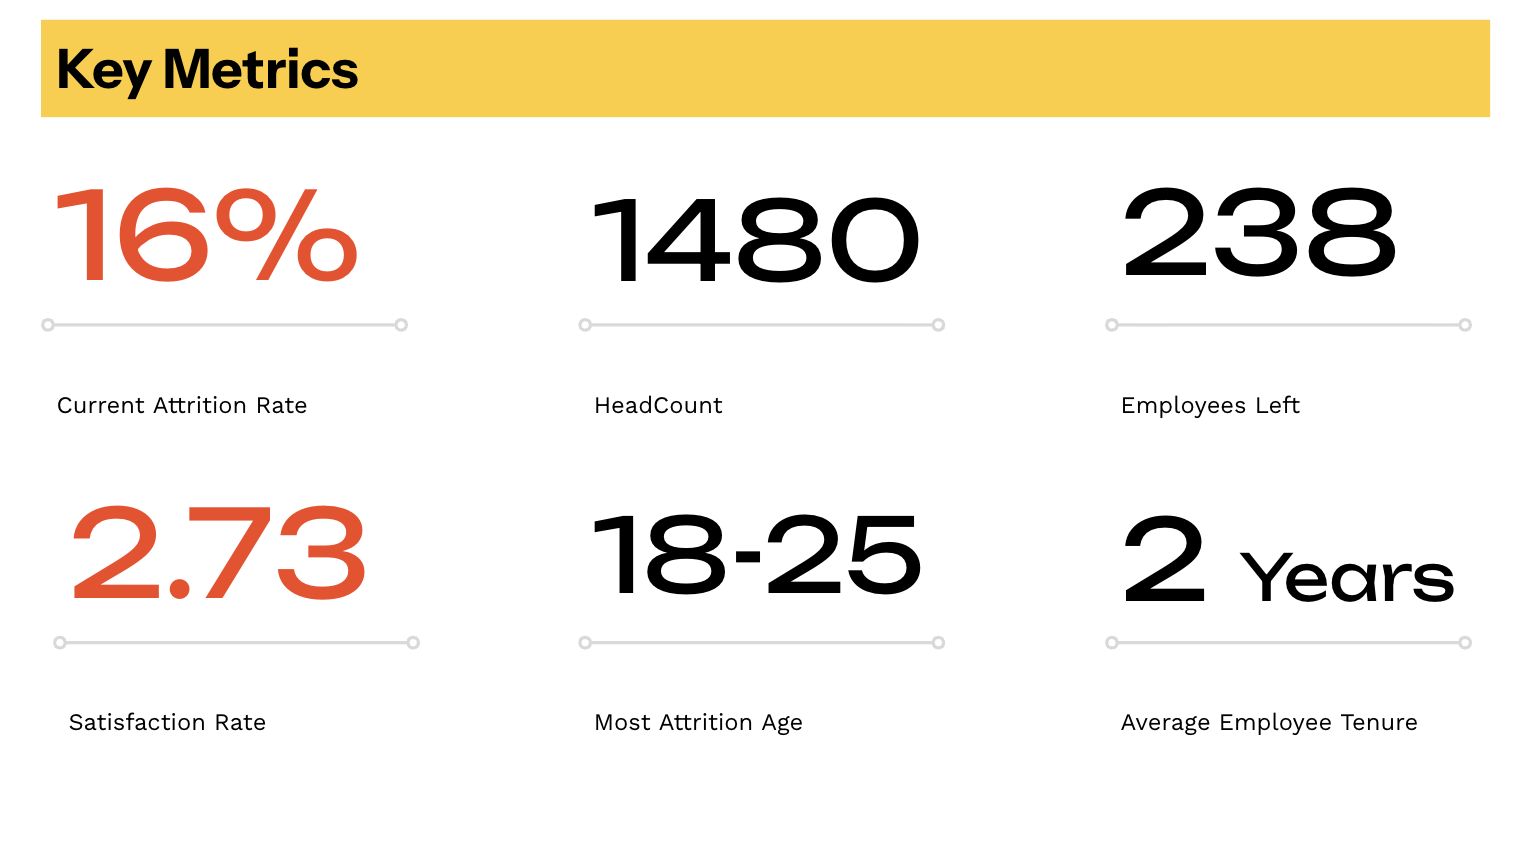 Key Metrics
16%
1480
238
Current Attrition Rate
HeadCount
Employees Left
2.73
18-25
2 Years
Satisfaction Rate
Most Attrition Age
Average Employee Tenure